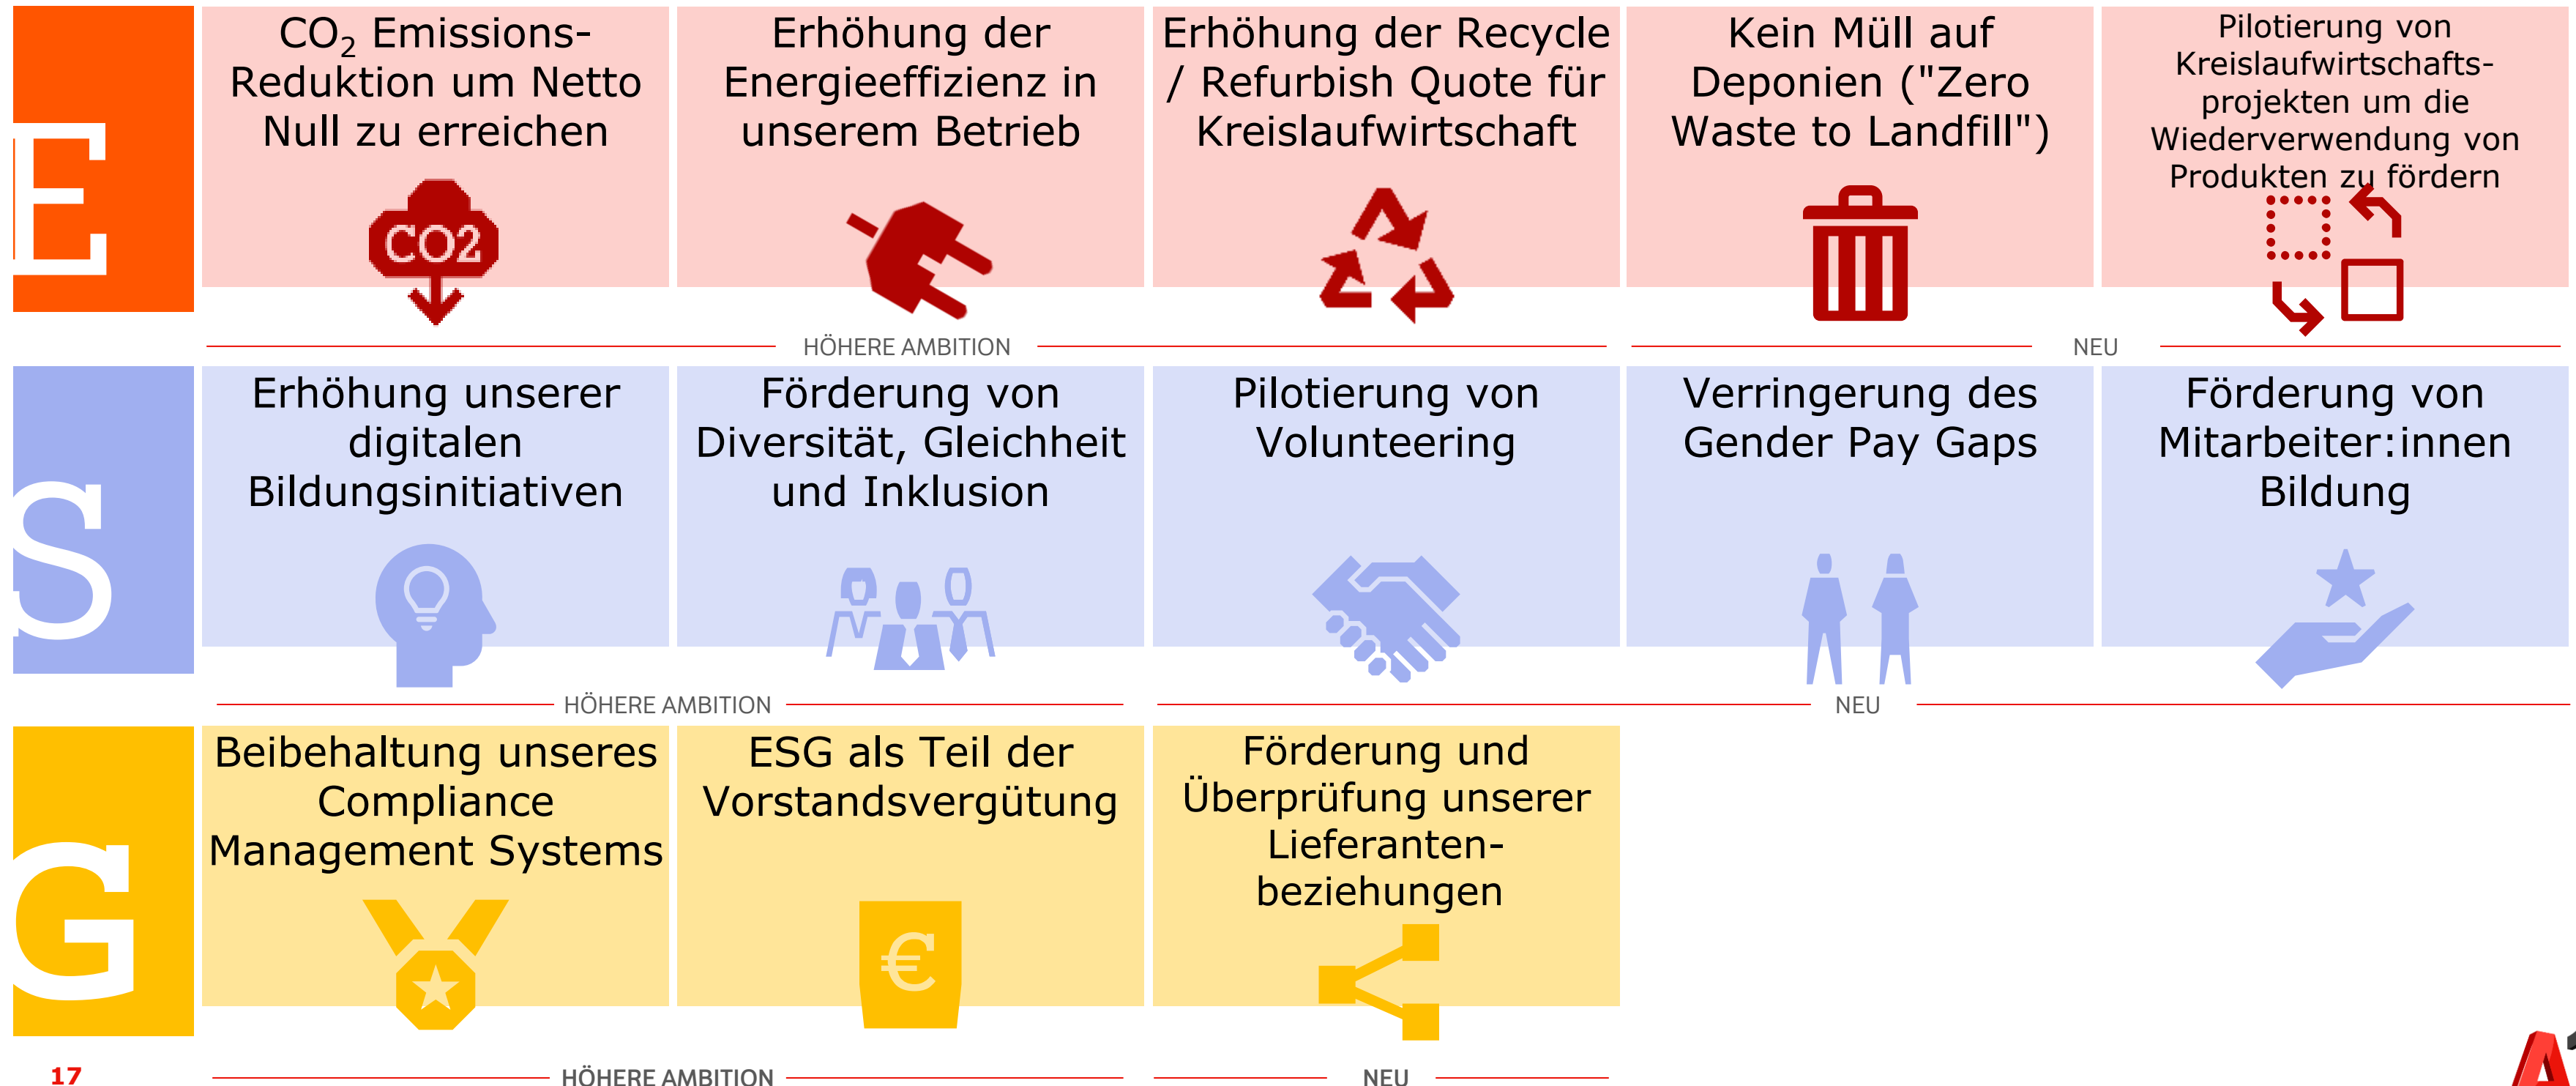 E
CO₂ Emissions-
Reduktion um Netto
Null zu erreichen
CO2
Erhöhung der
Energieeffizienz in
unserem Betrieb
Erhöhung der Recycle
/ Refurbish Quote für
Kreislaufwirtschaft
Kein Müll auf
Deponien ("Zero
Waste to Landfill")
Pilotierung von
Kreislaufwirtschafts-
projekten um die
Wiederverwendung von
Produkten zu fördern
HÖHERE AMBITION
NEU
S
Erhöhung unserer
digitalen
Bildungsinitiativen
Förderung von
Diversität, Gleichheit
und Inklusion
Pilotierung von
Volunteering
Verringerung des
Gender Pay Gaps
Förderung von
Mitarbeiter:innen
Bildung
HÖHERE AMBITION
NEU
G
Beibehaltung unseres
Compliance
Management Systems
ESG als Teil der
Vorstandsvergütung
€
Förderung und
Überprüfung unserer
Lieferanten-
beziehungen
17
HÖHERE AMBITION
NEU
A1